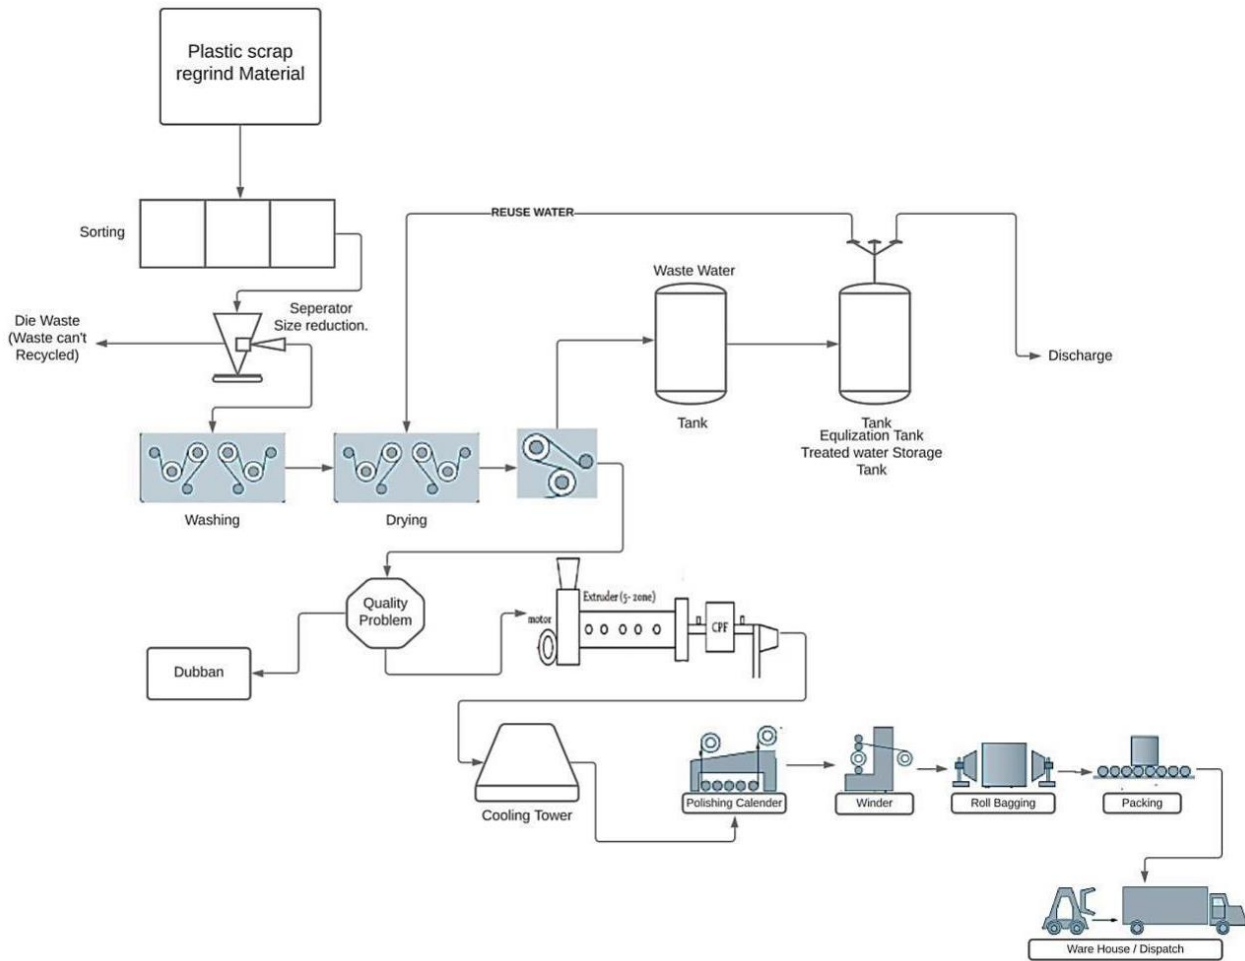 Plastic scrap
regrind Material
Sorting
REUSE WATER
Waste Water
Seperator
Size reduction.
Die Waste
(Waste can't
Recycled)
Discharge
Tank
Tank
Equlization Tank
Treated water Storage
Tank
Washing
Drying
Quality
Problem
Extruder (5- zone)
motor
CPF
Dubban
Cooling Tower
Polishing Calender
Winder
Roll Bagging
Packing
Ware House / Dispatch